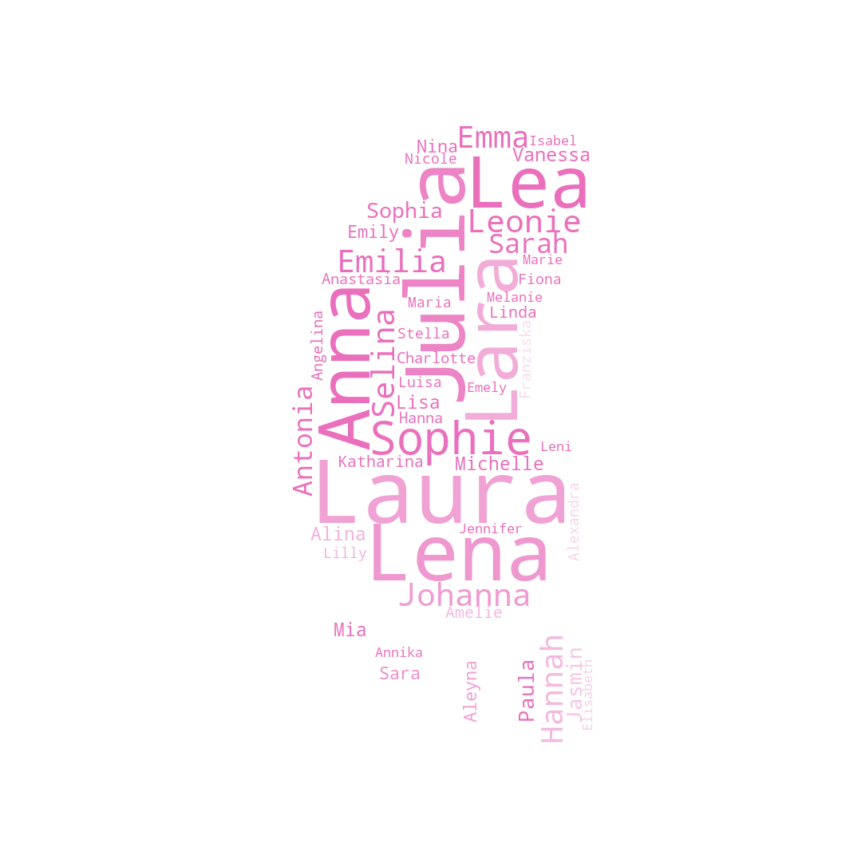 Emma
Isabel
Nina
Vanessa
Nicole
Lea
Julia
Sophia
Leonie
Emily
Sarah
Emilia
Marie
Lara
Anastasia
Fiona
Anna
Maria
Melanie
Linda
Selina
Angelina
Stella
Franziska
Charlotte
Luisa
Emely
Antonia
Lisa
Hanna
Sophie
Leni
Katharina
Michelle
Laura
Alexandra
Alina
Jennifer
Lilly
Lena
Johanna
Amelie
Mia
Annika
Sara
Aleyna
Paula
Hannah
Jasmin
Elisabeth